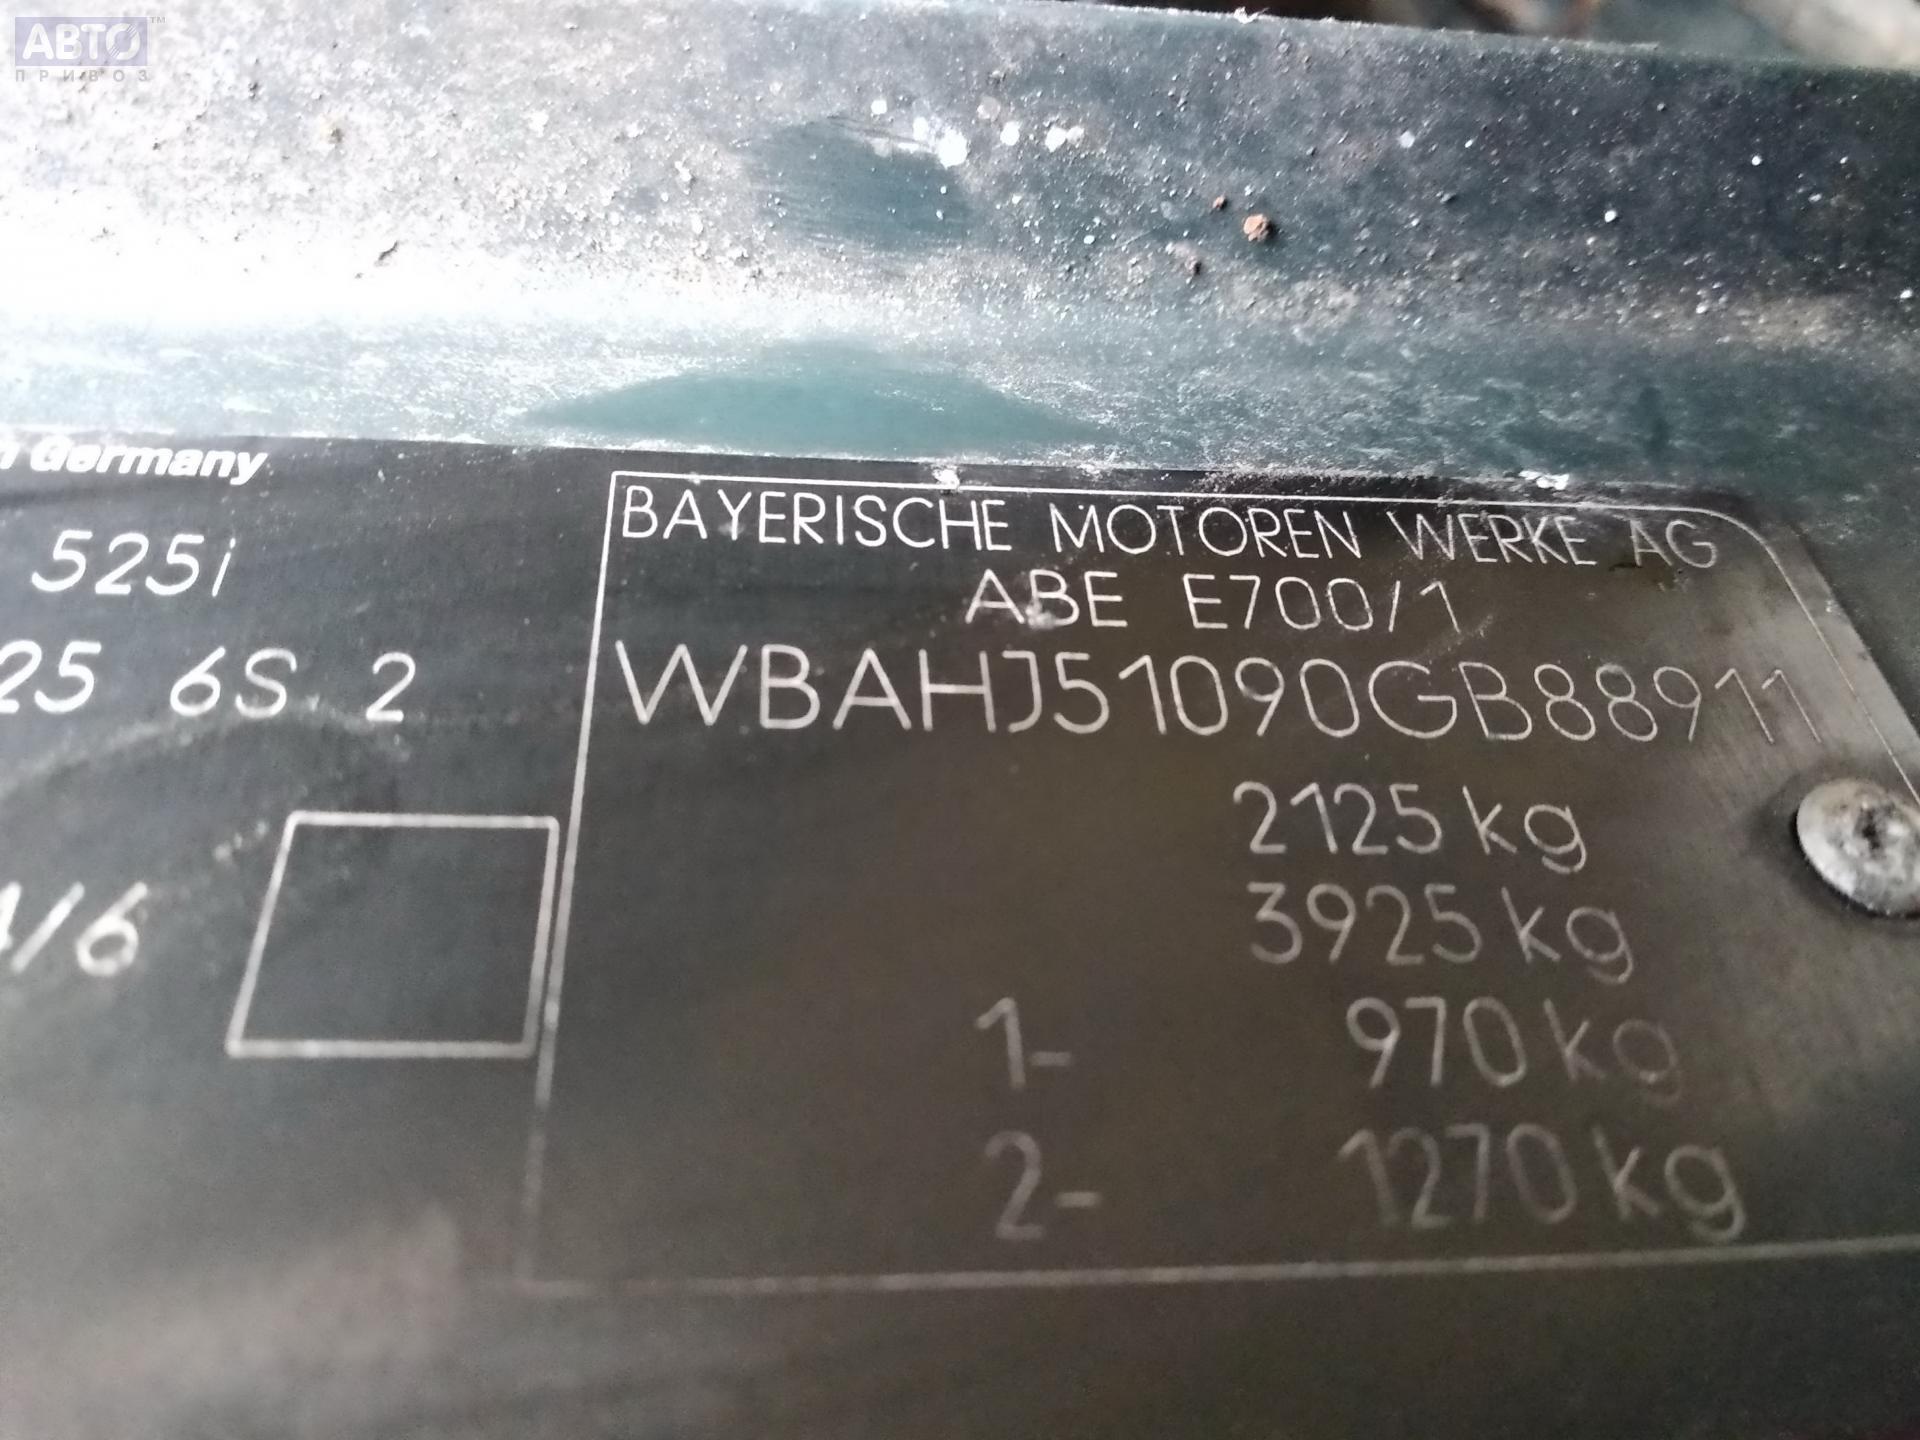 АВТО™
ПРИВОЗ
Germany
525i
25 6S 2
/6
BAYERISCHE MOTOREN WERKE AG
ABE E700/1
WBAHJ51090GB88911
2125 kg
3925 kg
1- 970 kg
2- 1270 kg